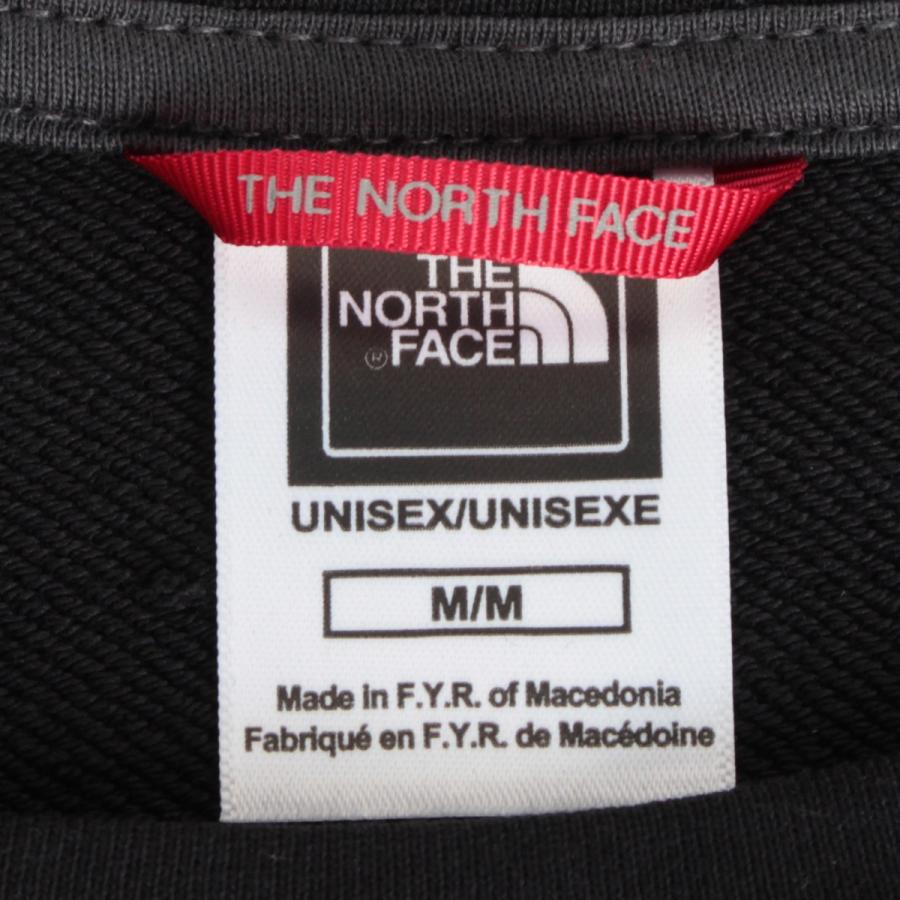 THE NORTH FACE
THE
NORTH
® FACE
UNISEX/UNISEXE
M/M
Made in F.Y.R. of Macedonia
Fabriqué en F.Y.R. de Macédoine